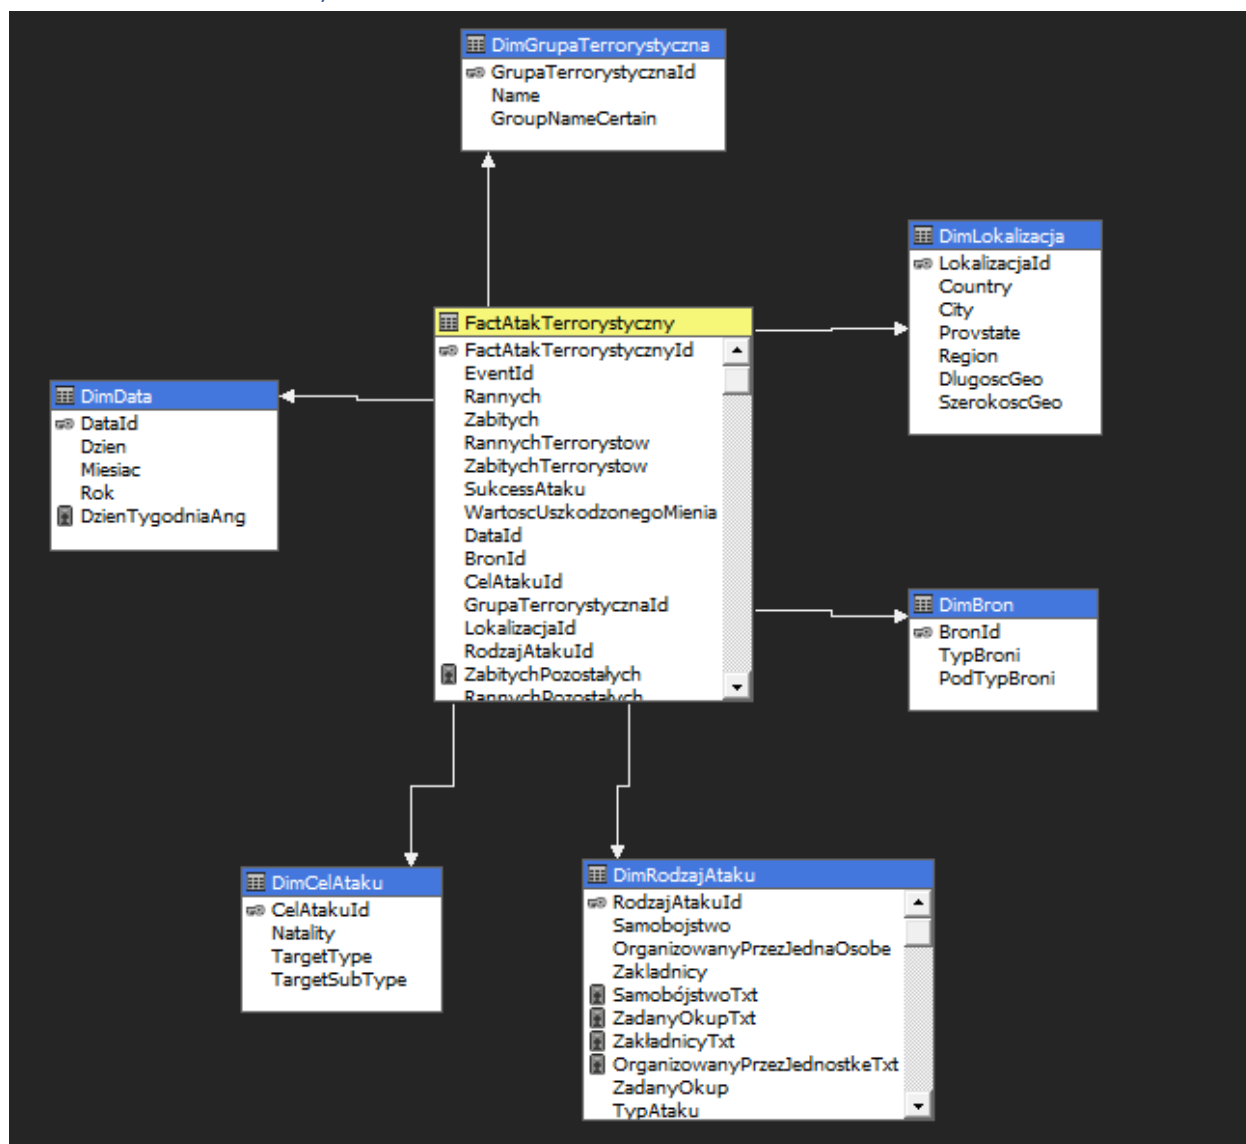 DimGrupaTerrorystyczna
GrupaTerrorystycznaId
Name
GroupNameCertain
DimLokalizacja
LokalizacjaId
Country
City
Provstate
Region
DlugoscGeo
SzerokoscGeo
FactAtakTerrorystyczny
FactAtakTerrorystycznyId
EventId
Rannych
Zabitych
RannychTerrorystow
ZabitychTerrorystow
SukcessAtaku
WartoscUszkodzonegoMienia
DataId
BronId
CelAtakuId
GrupaTerrorystycznaId
LokalizacjaId
RodzajAtakuId
ZabitychPozostałych
RannychPozostałych
DimData
DataId
Dzien
Miesiac
Rok
DzienTygodniaAng
DimBron
BronId
TypBroni
PodTypBroni
DimCelAtaku
CelAtakuId
Natality
TargetType
TargetSubType
DimRodzajAtaku
RodzajAtakuId
Samobojstwo
OrganizowanyPrzezJednaOsobe
Zakladnicy
SamobójstwoTxt
ZadanyOkupTxt
ZakładnicyTxt
OrganizowanyPrzezJednostkeTxt
ZadanyOkup
TypAtaku